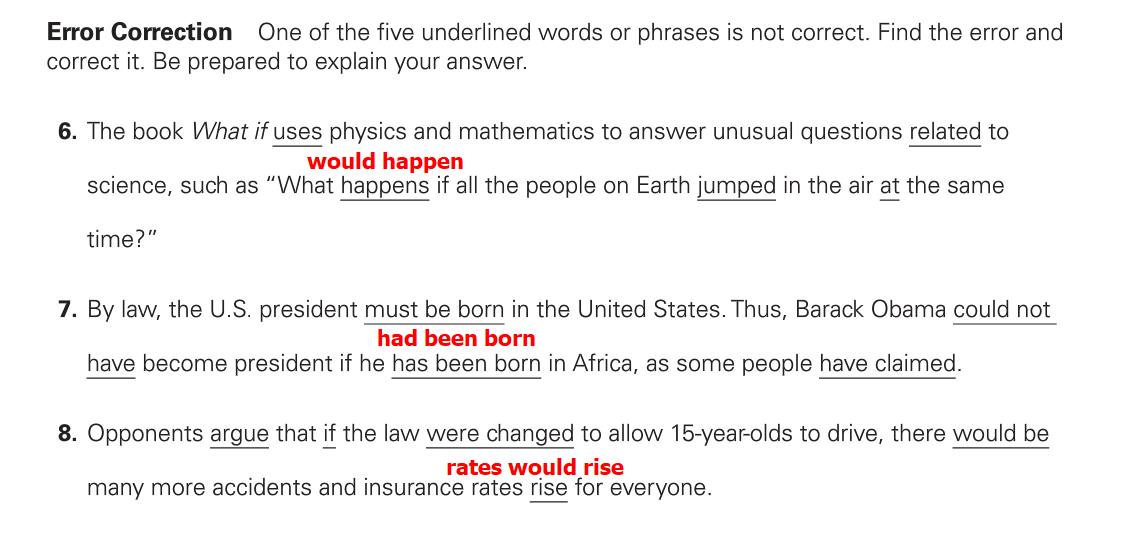 Error Correction One of the five underlined words or phrases is not correct. Find the error and
correct it. Be prepared to explain your answer.
6. The book What if uses physics and mathematics to answer unusual questions related to
would happen
science, such as “What happens if all the people on Earth jumped in the air at the same
time?”
7. By law, the U.S. president must be born in the United States. Thus, Barack Obama could not
had been born
have become president if he has been born in Africa, as some people have claimed.
8. Opponents argue that if the law were changed to allow 15-year-olds to drive, there would be
rates would rise
many more accidents and insurance rates rise for everyone.